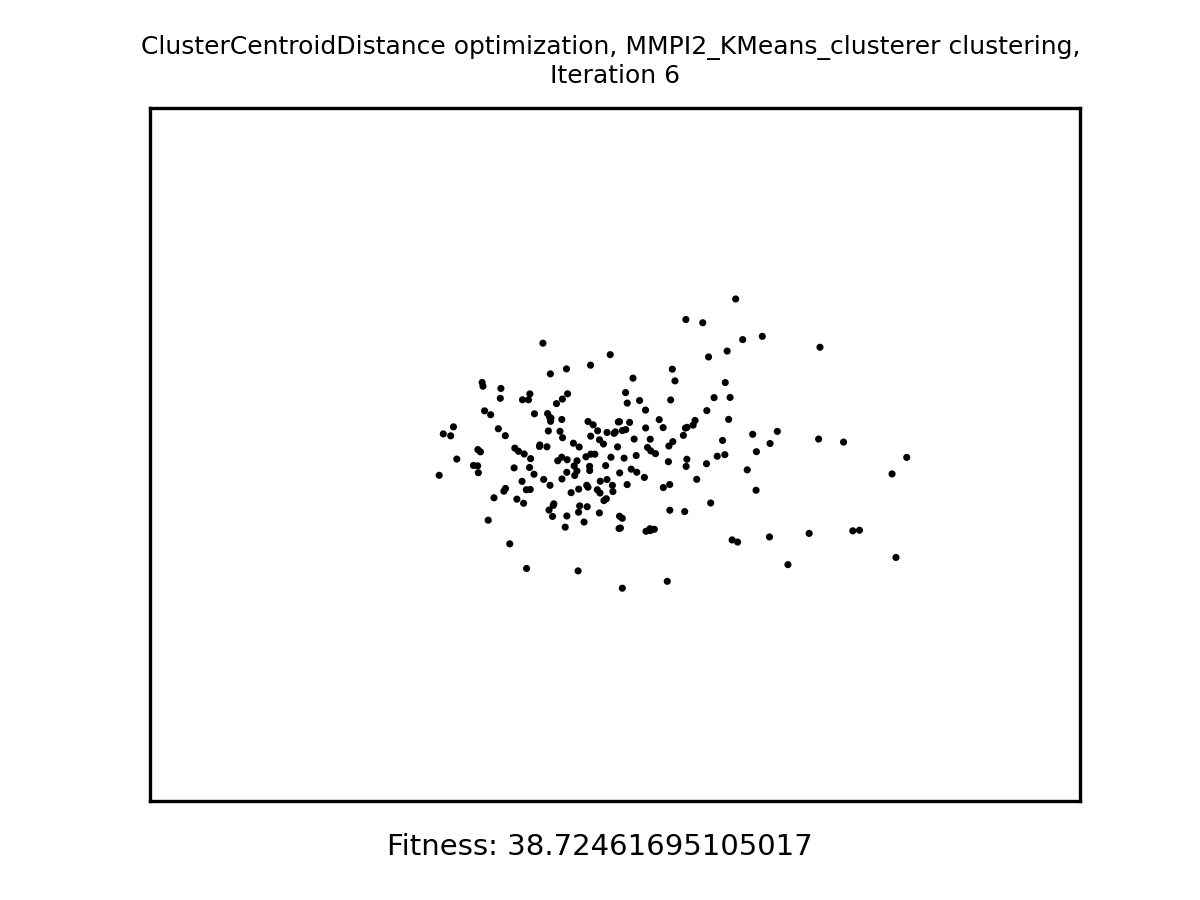 ClusterCentroidDistance optimization, MMPI2_KMeans_clusterer clustering,
Iteration 6
Fitness: 38.72461695105017